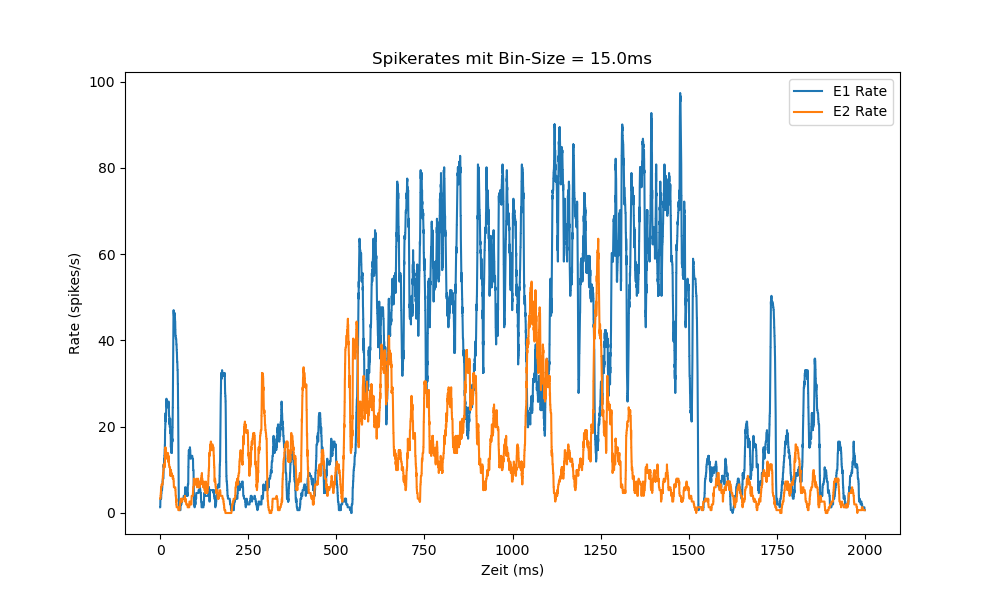 Spikerates mit Bin-Size = 15.0ms
E1 Rate
E2 Rate
100
80
60
40
20
0
Rate (spikes/s)
0 250 500 750 1000 1250 1500 1750 2000
Zeit (ms)